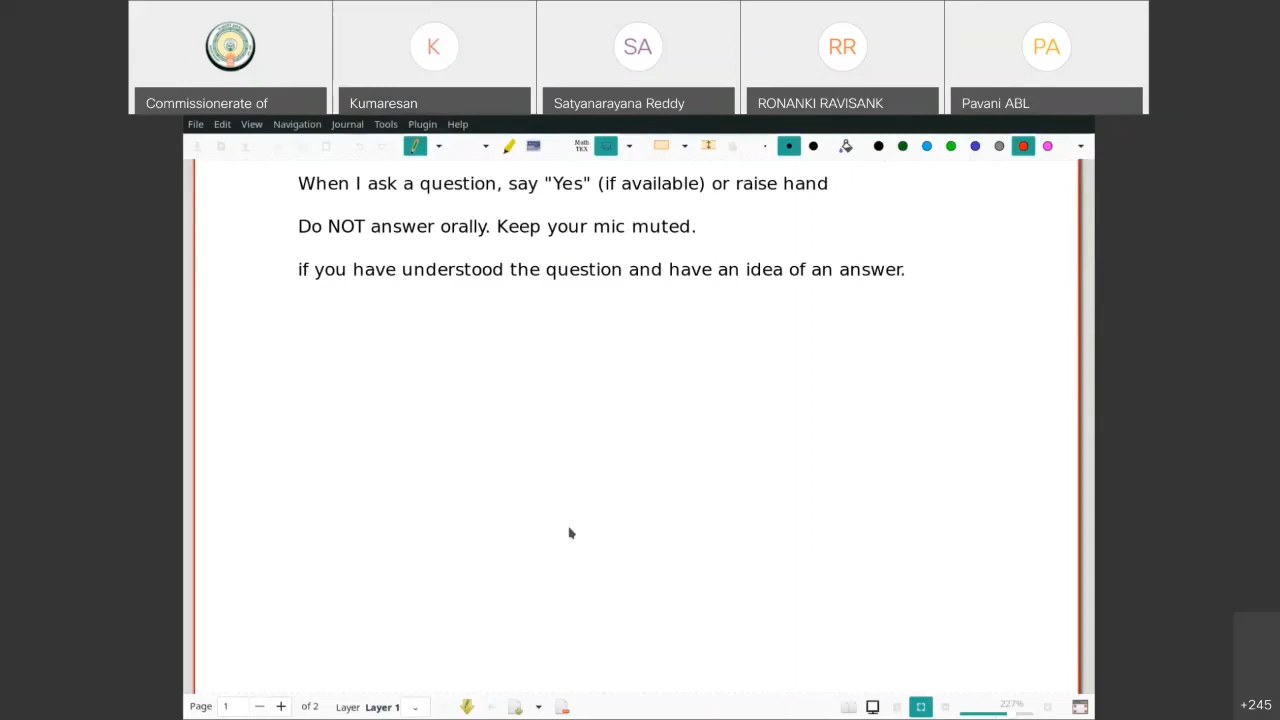 K
SA
RR
PA
Commissionerate of
Kumaresan
Satyanarayana Reddy
RONANKI RAVISANK
Pavani ABL
File Edit View Navigation Journal Tools Plugin Help
Math TEX
When I ask a question, say "Yes" (if available) or raise hand
Do NOT answer orally. Keep your mic muted.
if you have understood the question and have an idea of an answer.
Page 1 of 2 Layer Layer 1 227%
+245